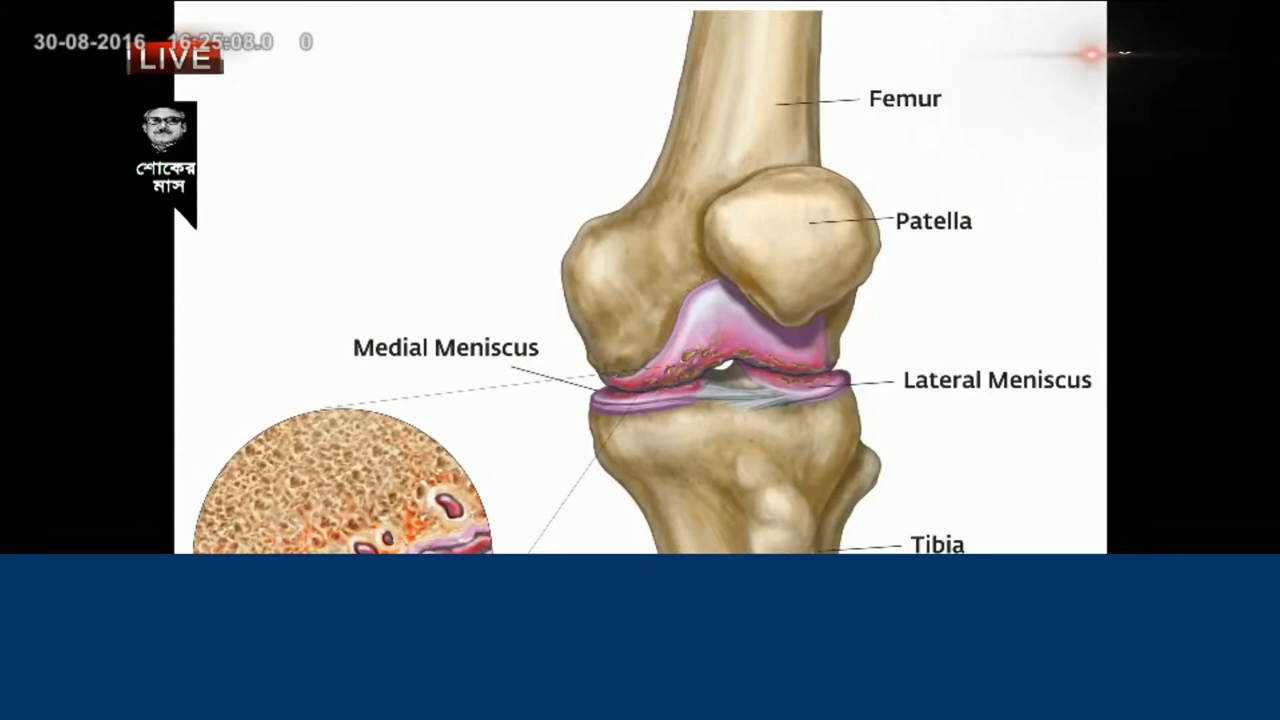 30-08-2016 16:25:08.0 0
LIVE
শোকের
মাস
Femur
Patella
Medial Meniscus
Lateral Meniscus
Tibia